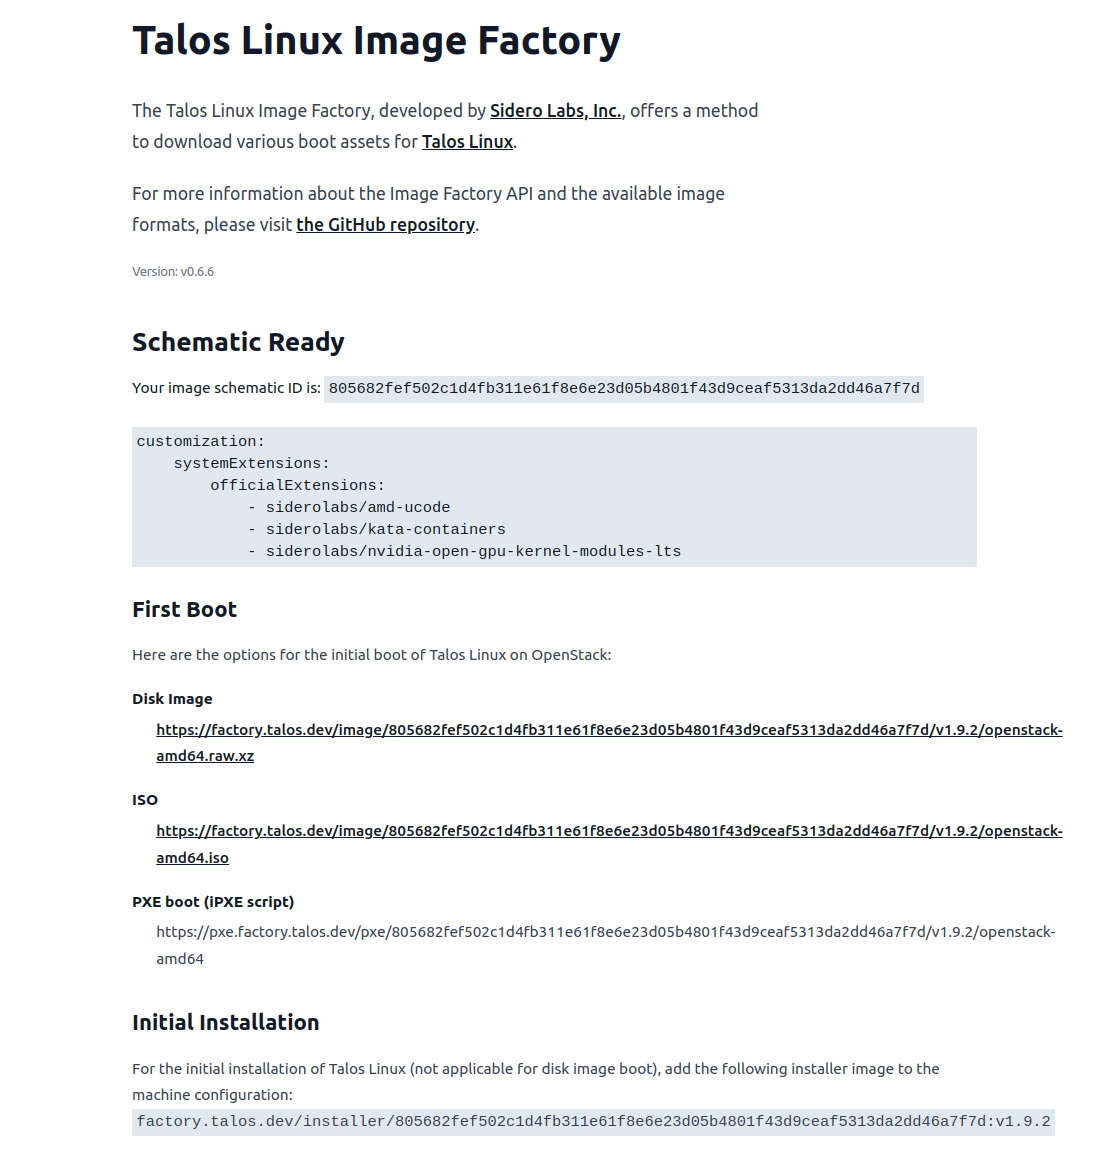 Talos Linux Image Factory
The Talos Linux Image Factory, developed by Sidero Labs, Inc., offers a method
to download various boot assets for Talos Linux.
For more information about the Image Factory API and the available image
formats, please visit the GitHub repository.
Version: v0.6.6
Schematic Ready
Your image schematic ID is: 805682fef502c1d4fb311e61f8e6e23d05b4801f43d9ceaf5313da2dd46a7f7d
customization:
    systemExtensions:
        officialExtensions:
            - siderolabs/amd-ucode
            - siderolabs/kata-containers
            - siderolabs/nvidia-open-gpu-kernel-modules-lts
First Boot
Here are the options for the initial boot of Talos Linux on OpenStack:
Disk Image
https://factory.talos.dev/image/805682fef502c1d4fb311e61f8e6e23d05b4801f43d9ceaf5313da2dd46a7f7d/v1.9.2/openstack-
amd64.raw.xz
ISO
https://factory.talos.dev/image/805682fef502c1d4fb311e61f8e6e23d05b4801f43d9ceaf5313da2dd46a7f7d/v1.9.2/openstack-
amd64.iso
PXE boot (iPXE script)
https://pxe.factory.talos.dev/pxe/805682fef502c1d4fb311e61f8e6e23d05b4801f43d9ceaf5313da2dd46a7f7d/v1.9.2/openstack-
amd64
Initial Installation
For the initial installation of Talos Linux (not applicable for disk image boot), add the following installer image to the
machine configuration:
factory.talos.dev/installer/805682fef502c1d4fb311e61f8e6e23d05b4801f43d9ceaf5313da2dd46a7f7d:v1.9.2